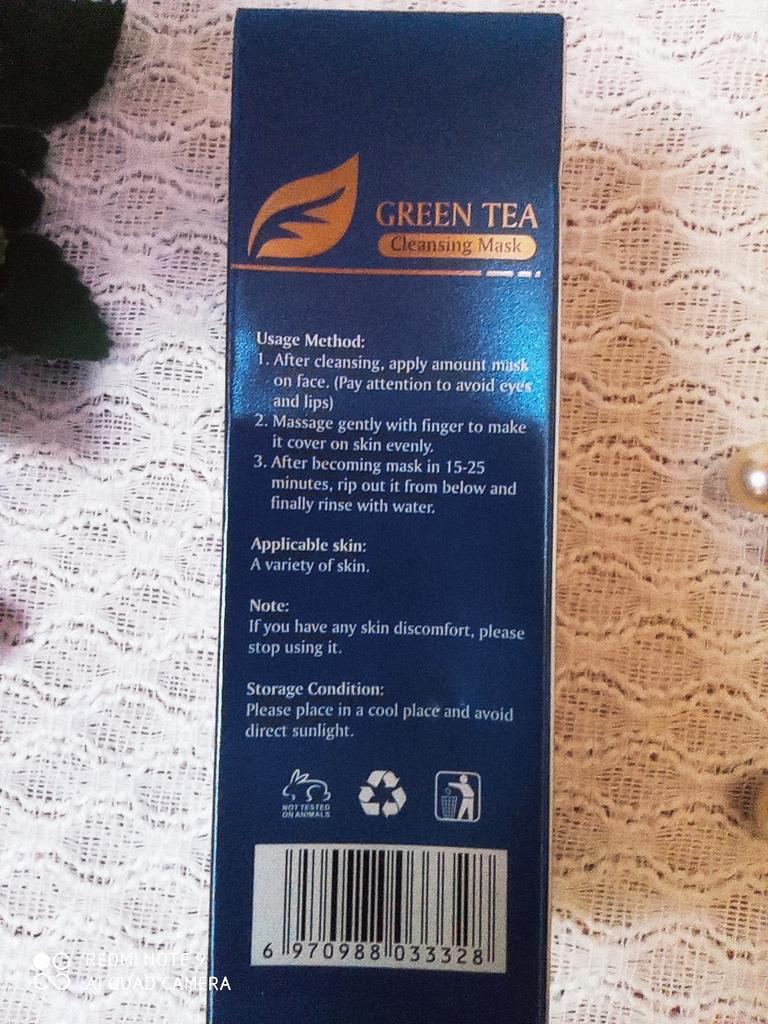 GREEN TEA
Cleansing Mask
Usage Method:
1. After cleansing, apply amount mask
on face. (Pay attention to avoid eyes
and lips)
2. Massage gently with finger to make
it cover on skin evenly.
3. After becoming mask in 15-25
minutes, rip out it from below and
finally rinse with water.
Applicable skin:
A variety of skin.
Note:
If you have any skin discomfort, please
stop using it.
Storage Condition:
Please place in a cool place and avoid
direct sunlight.
NOT TESTED
ON ANIMALS
6 970988 033328
REDMI NOTE 9
AI QUAD CAMERA